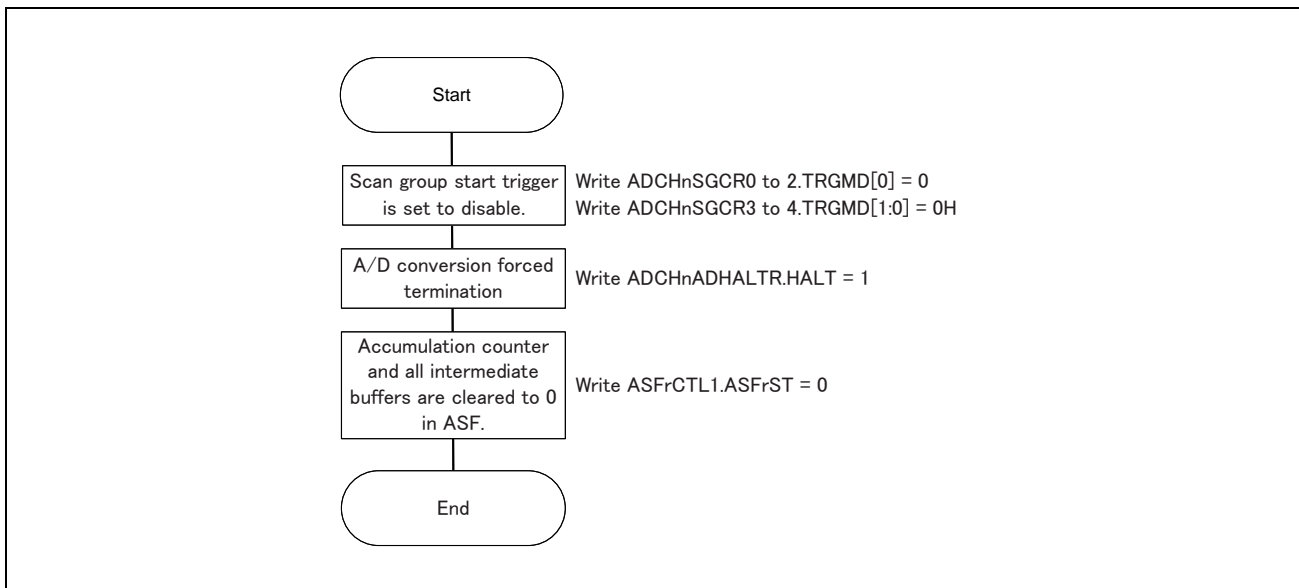 Start
Scan group start trigger
is set to disable.
Write ADCHnSGCR0 to 2.TRGMD[0] = 0
Write ADCHnSGCR3 to 4.TRGMD[1:0] = 0H
A/D conversion forced
termination
Write ADCHnADHALTR.HALT = 1
Accumulation counter
and all intermediate
buffers are cleared to 0
in ASF.
Write ASFrCTL1.ASFrST = 0
End